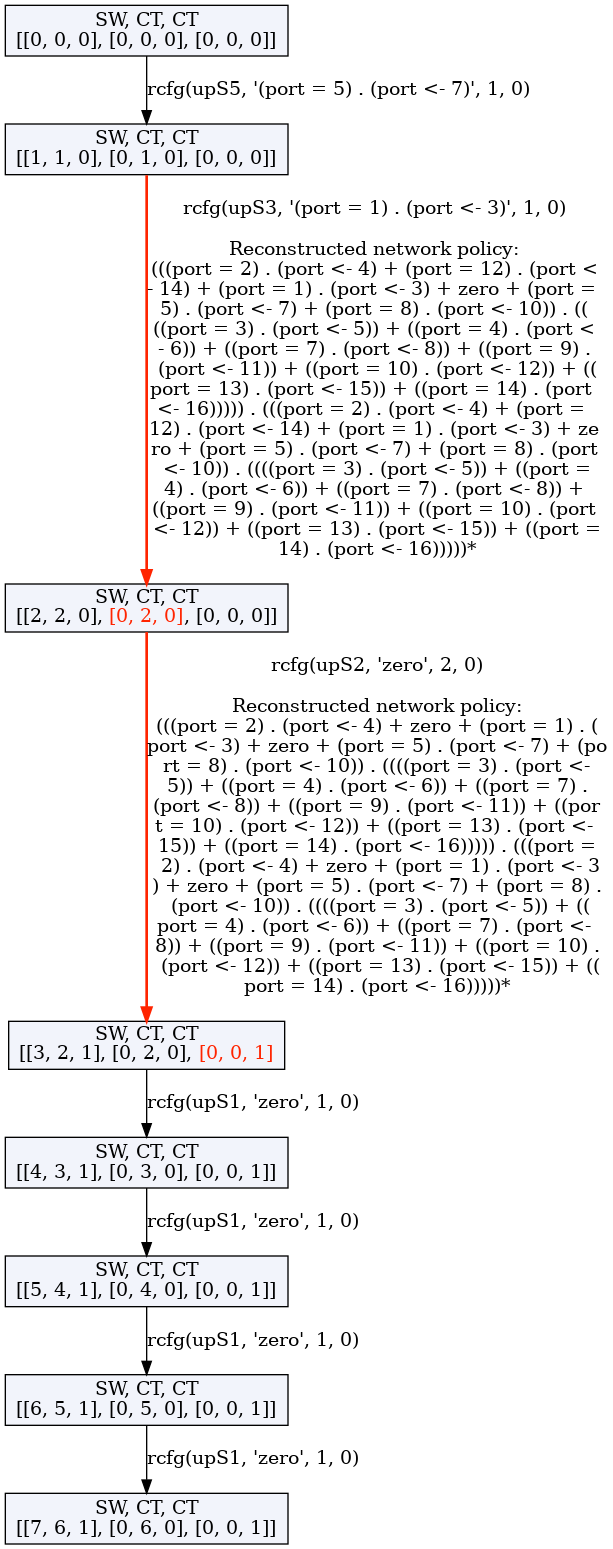 SW, CT, CT
[[0, 0, 0], [0, 0, 0], [0, 0, 0]]
rcfg(upS5, '(port = 5) . (port <- 7)', 1, 0)
SW, CT, CT
[[1, 1, 0], [0, 1, 0], [0, 0, 0]]
rcfg(upS3, '(port = 1) . (port <- 3)', 1, 0)
Reconstructed network policy:
(((port = 2) . (port <- 4) + (port = 12) . (port <
- 14) + (port = 1) . (port <- 3) + zero + (port =
5) . (port <- 7) + (port = 8) . (port <- 10)) . ((
((port = 3) . (port <- 5)) + ((port = 4) . (port <
- 6)) + ((port = 7) . (port <- 8)) + ((port = 9) .
(port <- 11)) + ((port = 10) . (port <- 12)) + ((
port = 13) . (port <- 15)) + ((port = 14) . (port
<- 16))))) . (((port = 2) . (port <- 4) + (port =
12) . (port <- 14) + (port = 1) . (port <- 3) + ze
ro + (port = 5) . (port <- 7) + (port = 8) . (port
<- 10)) . ((((port = 3) . (port <- 5)) + ((port =
4) . (port <- 6)) + ((port = 7) . (port <- 8)) +
((port = 9) . (port <- 11)) + ((port = 10) . (port
<- 12)) + ((port = 13) . (port <- 15)) + ((port =
14) . (port <- 16)))))*
SW, CT, CT
[[2, 2, 0], [0, 2, 0], [0, 0, 0]]
rcfg(upS2, 'zero', 2, 0)
Reconstructed network policy:
(((port = 2) . (port <- 4) + zero + (port = 1) . (
port <- 3) + zero + (port = 5) . (port <- 7) + (po
rt = 8) . (port <- 10)) . ((((port = 3) . (port <-
5)) + ((port = 4) . (port <- 6)) + ((port = 7) .
(port <- 8)) + ((port = 9) . (port <- 11)) + ((por
t = 10) . (port <- 12)) + ((port = 13) . (port <-
15)) + ((port = 14) . (port <- 16))))) . (((port =
2) . (port <- 4) + zero + (port = 1) . (port <- 3
) + zero + (port = 5) . (port <- 7) + (port = 8) .
(port <- 10)) . ((((port = 3) . (port <- 5)) + ((
port = 4) . (port <- 6)) + ((port = 7) . (port <-
8)) + ((port = 9) . (port <- 11)) + ((port = 10) .
(port <- 12)) + ((port = 13) . (port <- 15)) + ((
port = 14) . (port <- 16)))))*
SW, CT, CT
[[3, 2, 1], [0, 2, 0], [0, 0, 1]]
rcfg(upS1, 'zero', 1, 0)
SW, CT, CT
[[4, 3, 1], [0, 3, 0], [0, 0, 1]]
rcfg(upS1, 'zero', 1, 0)
SW, CT, CT
[[5, 4, 1], [0, 4, 0], [0, 0, 1]]
rcfg(upS1, 'zero', 1, 0)
SW, CT, CT
[[6, 5, 1], [0, 5, 0], [0, 0, 1]]
rcfg(upS1, 'zero', 1, 0)
SW, CT, CT
[[7, 6, 1], [0, 6, 0], [0, 0, 1]]